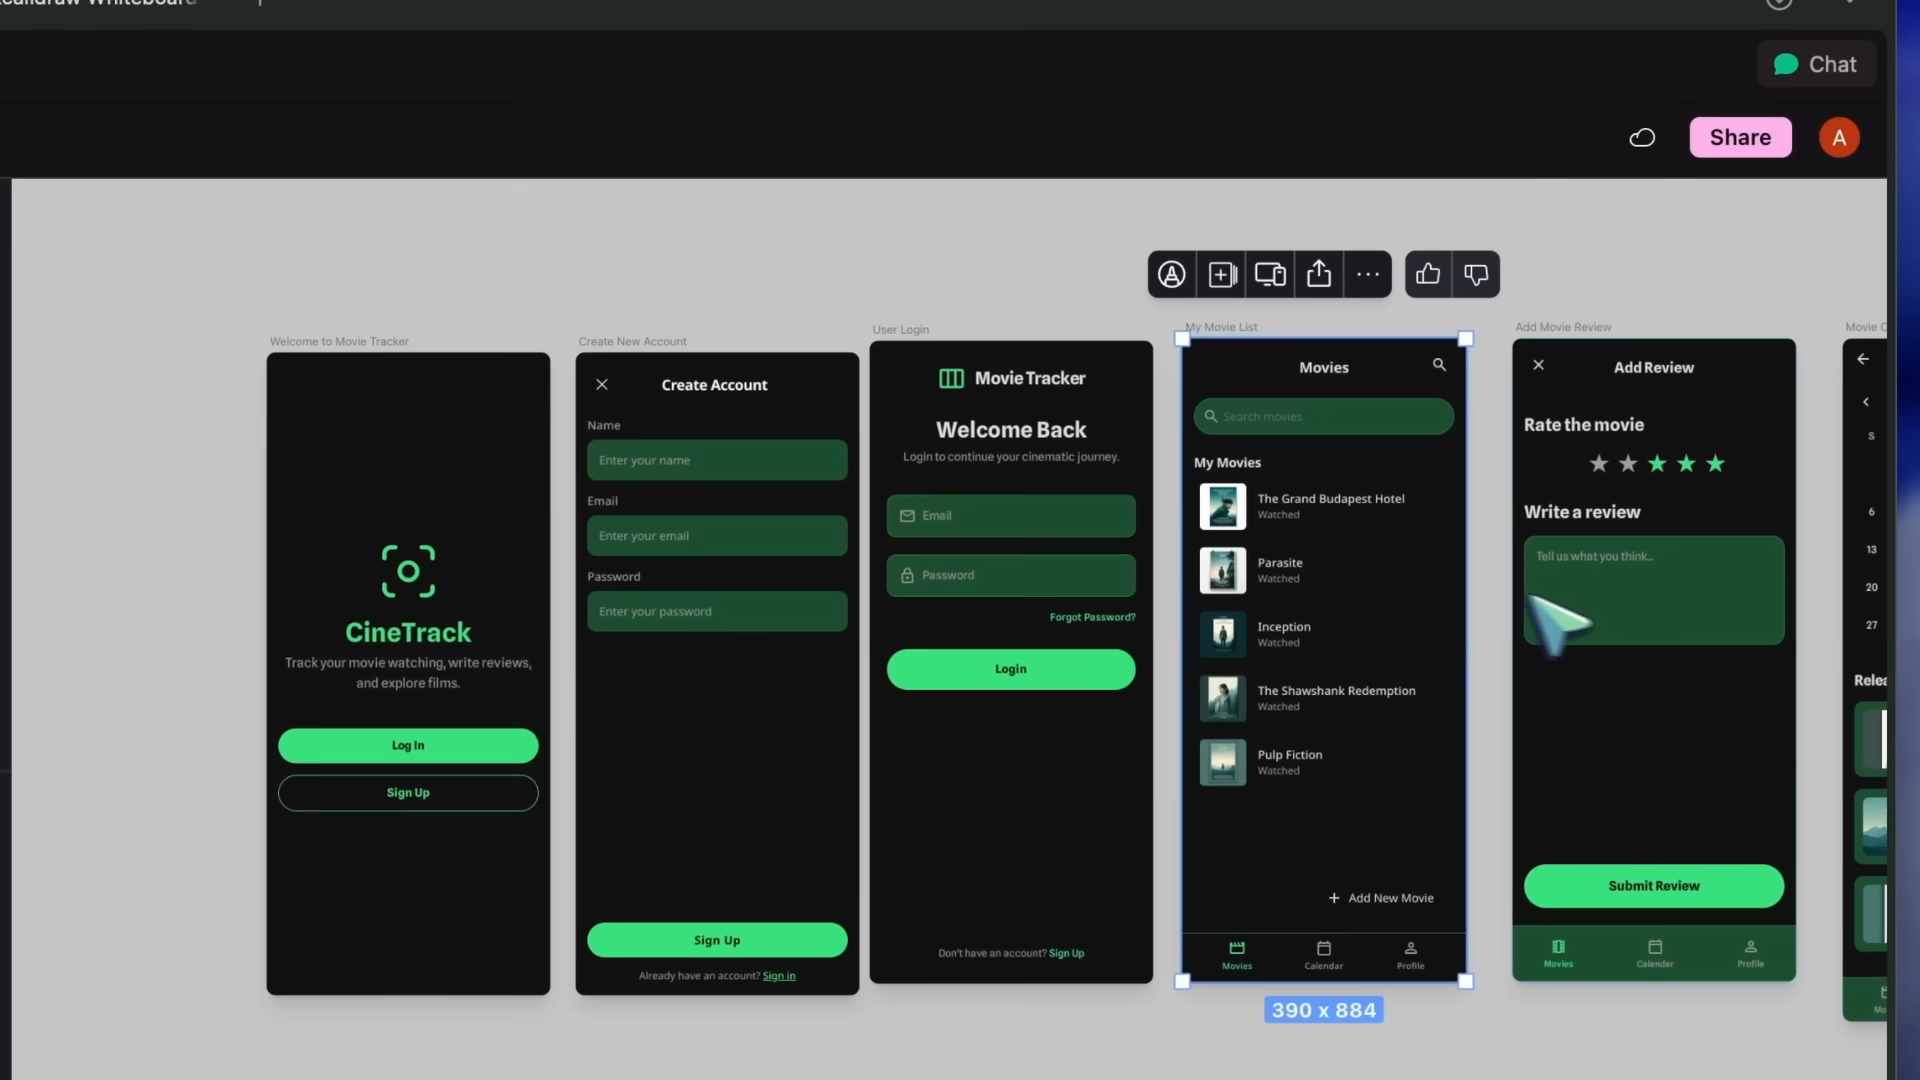 Chat
Share
A
Welcome to Movie Tracker
CineTrack
Track your movie watching, write reviews,
and explore films.
Log In
Sign Up
Create New Account
Create Account
Name
Enter your name
Email
Enter your email
Password
Enter your password
Sign Up
Already have an account? Sign in
User Login
Movie Tracker
Welcome Back
Login to continue your cinematic journey.
Email
Password
Forgot Password?
Login
Don't have an account? Sign Up
My Movie List
Movies
Search movies
My Movies
The Grand Budapest Hotel
Watched
Parasite
Watched
Inception
Watched
The Shawshank Redemption
Watched
Pulp Fiction
Watched
Add New Movie
Movies
Calendar
Profile
390 x 884
Add Movie Review
Add Review
Rate the movie
Write a review
Tell us what you think...
Submit Review
Movies
Calendar
Profile
Movie
S
6
13
20
27